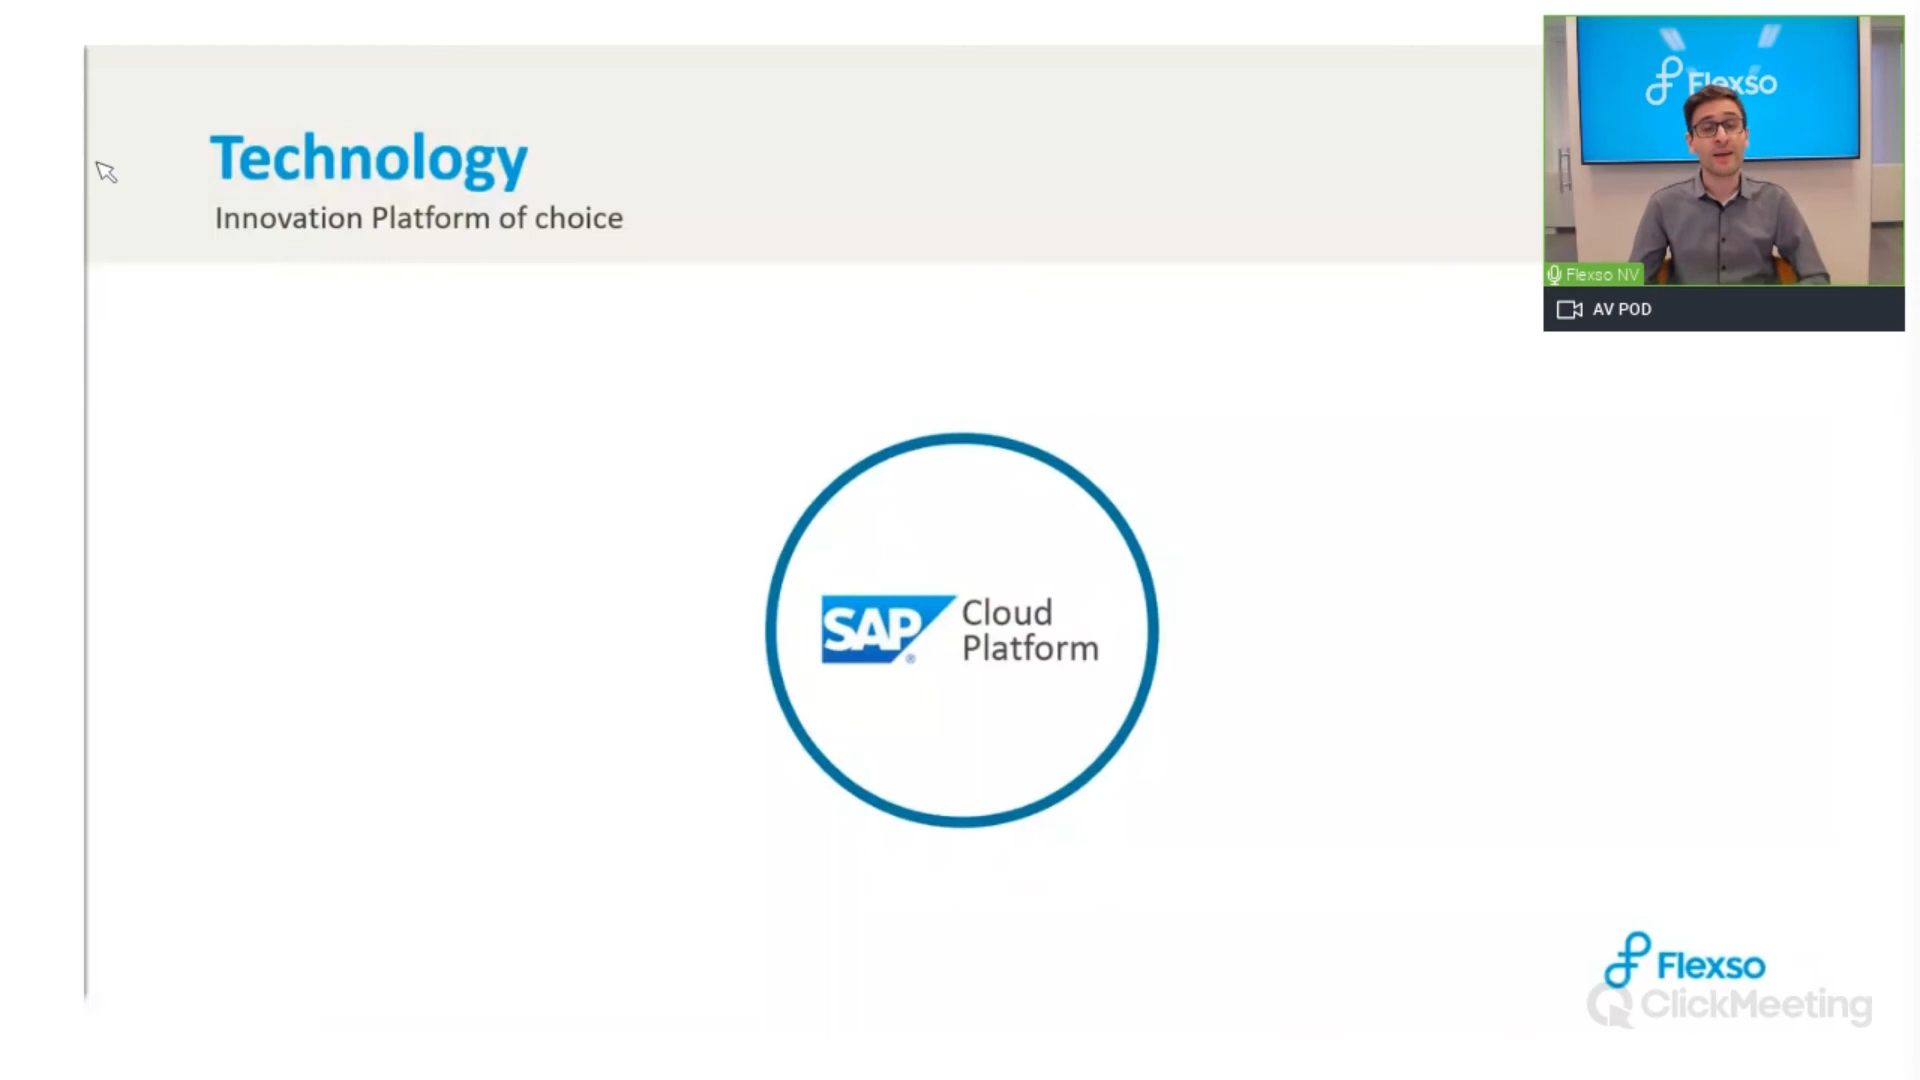 Technology
Innovation Platform of choice
Flexso
Flexso NV
AV POD
SAP
®
Cloud
Platform
Flexso
ClickMeeting